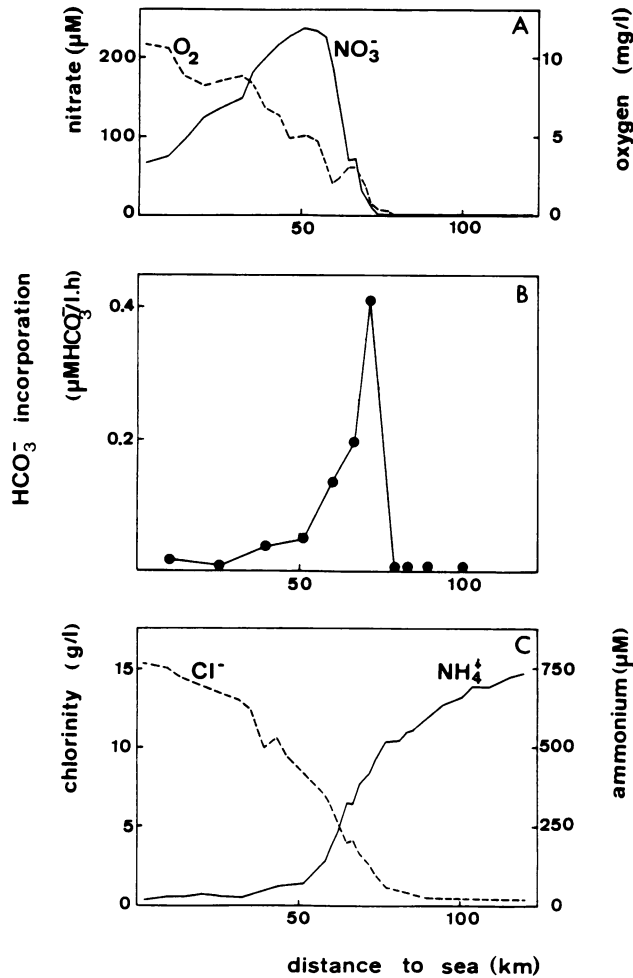 A
nitrate (µM)
oxygen (mg/l)
O2
NO3-
200
100
0
10
5
0
50
100
B
HCO3- incorporation
(µMHCO3-/l.h)
0.4
0.2
50
100
C
chlorinity (g/l)
ammonium (µM)
Cl-
NH4+
15
10
5
0
750
500
250
0
50
100
distance to sea (km)